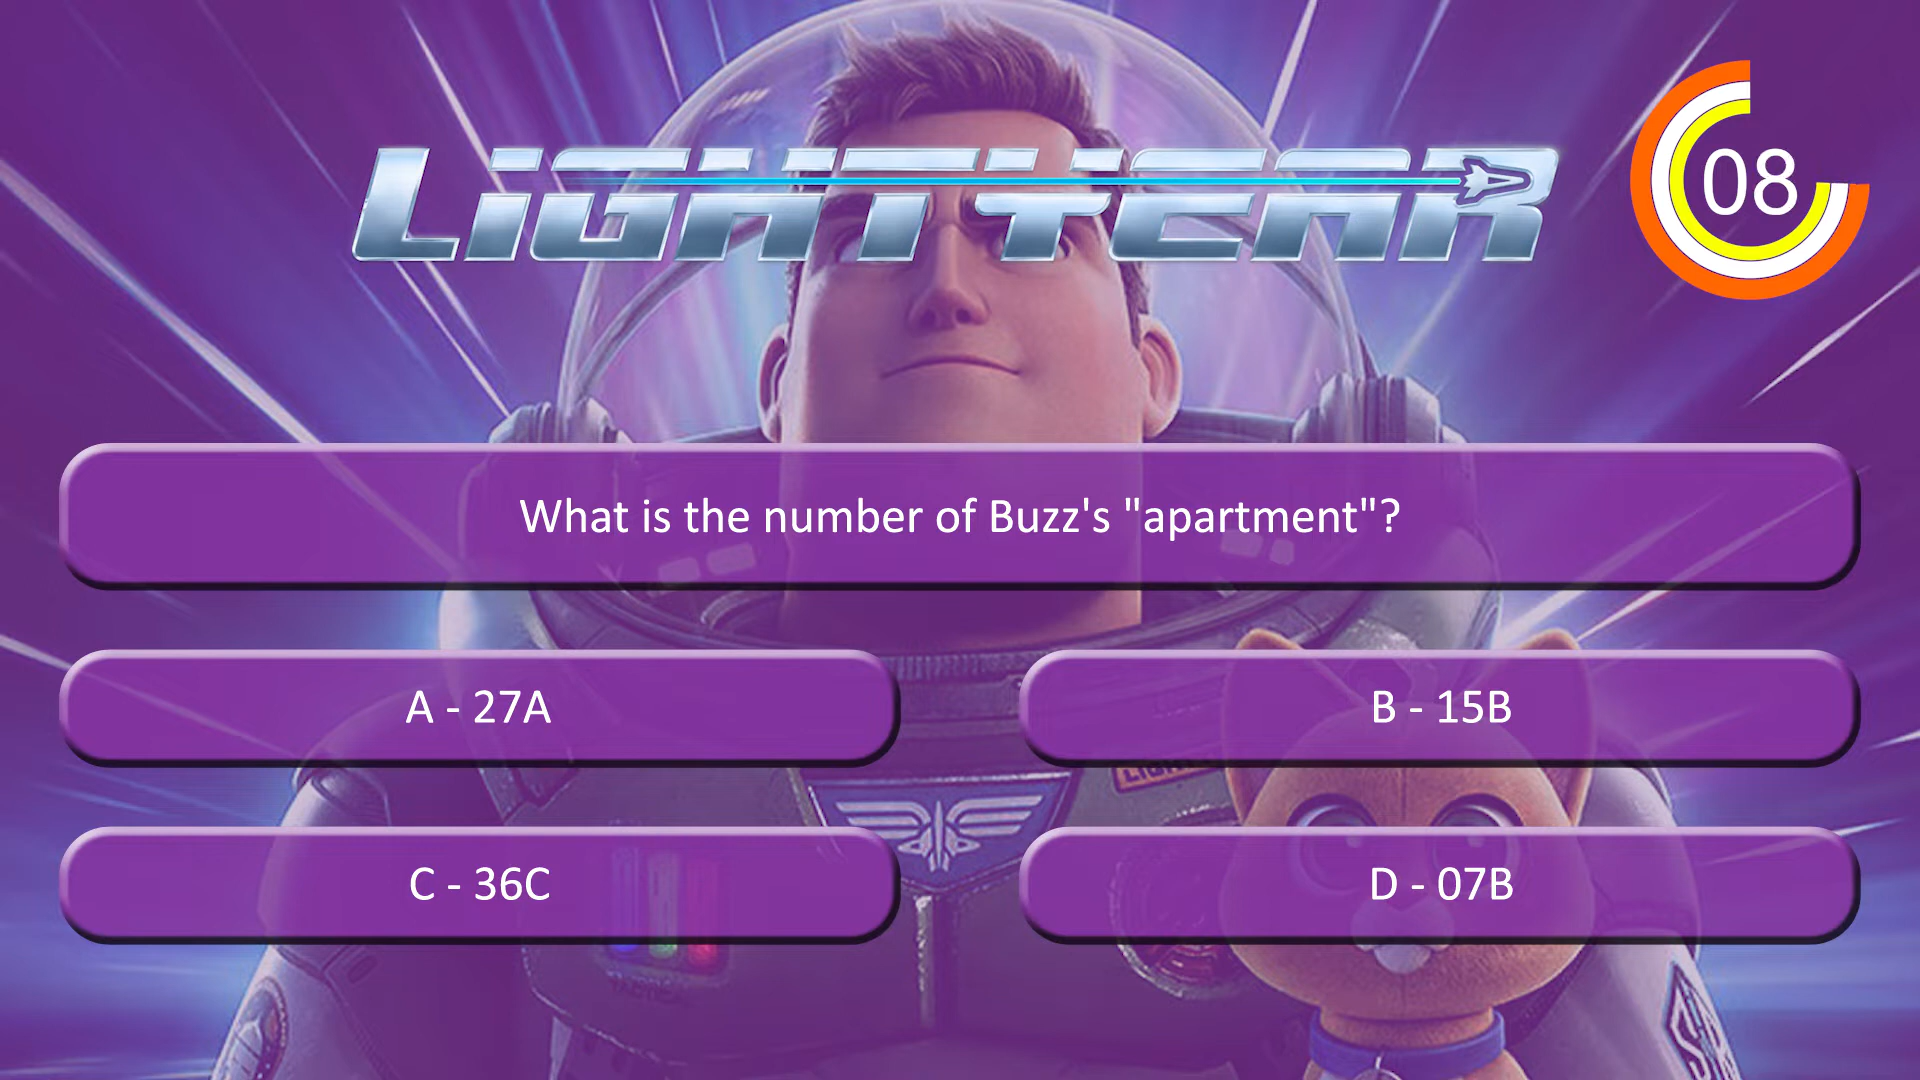 LiGHTYEAR
08
What is the number of Buzz's "apartment"?
A - 27A
B - 15B
C - 36C
D - 07B